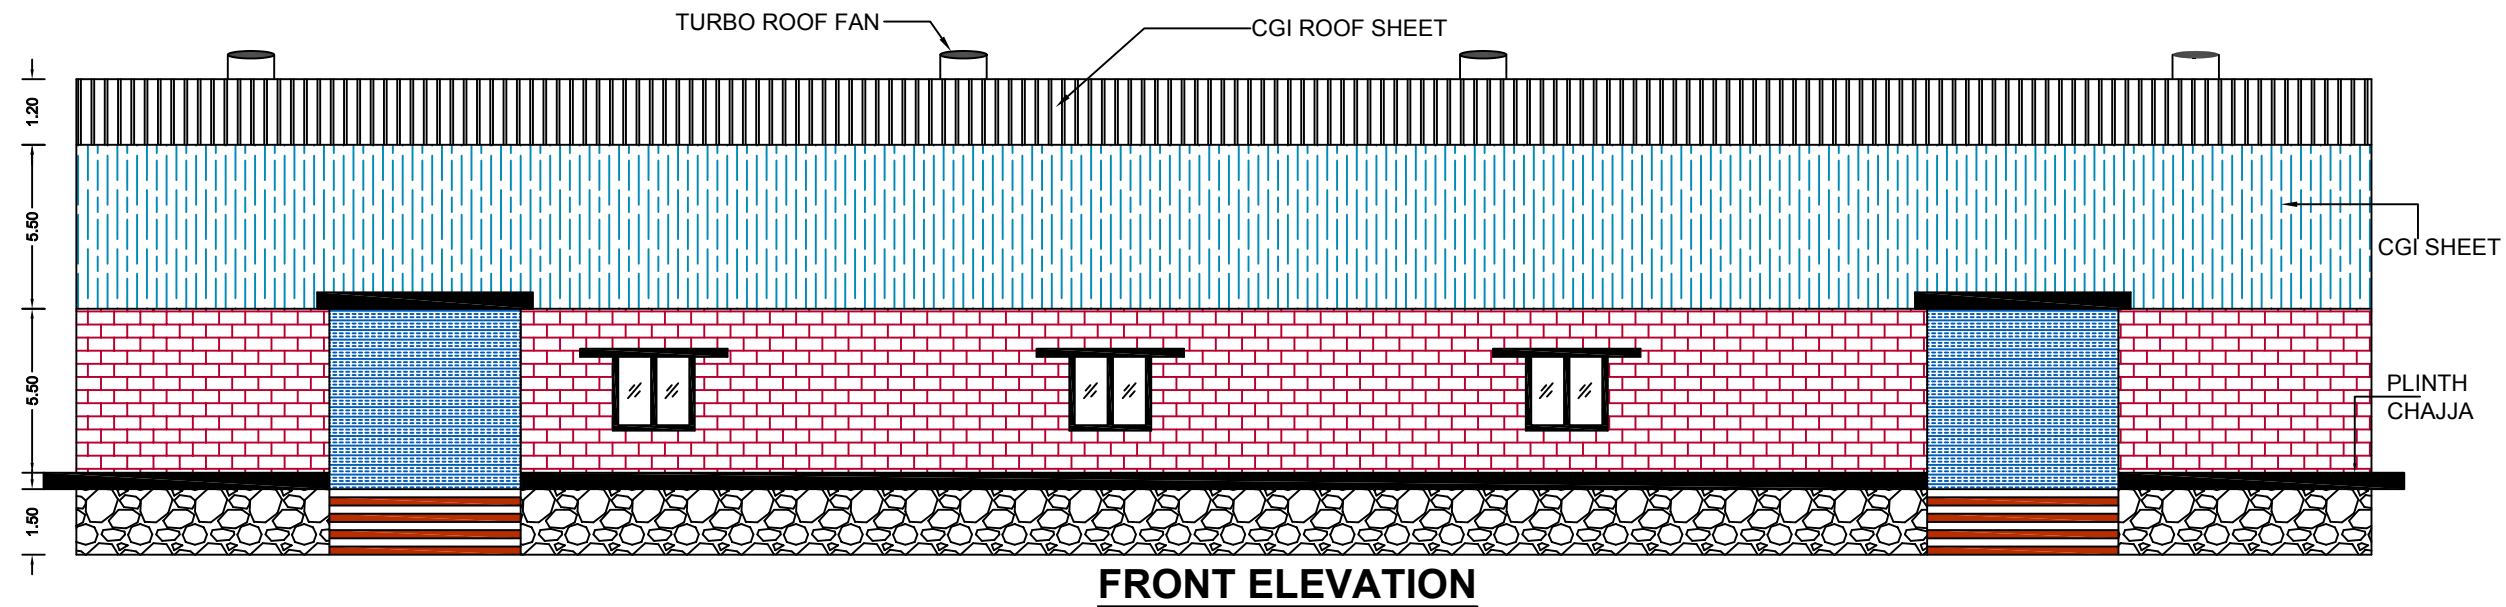 TURBO ROOF FAN
CGI ROOF SHEET
1.20
5.50
CGI SHEET
5.50
PLINTH
CHAJJA
1.50
FRONT ELEVATION